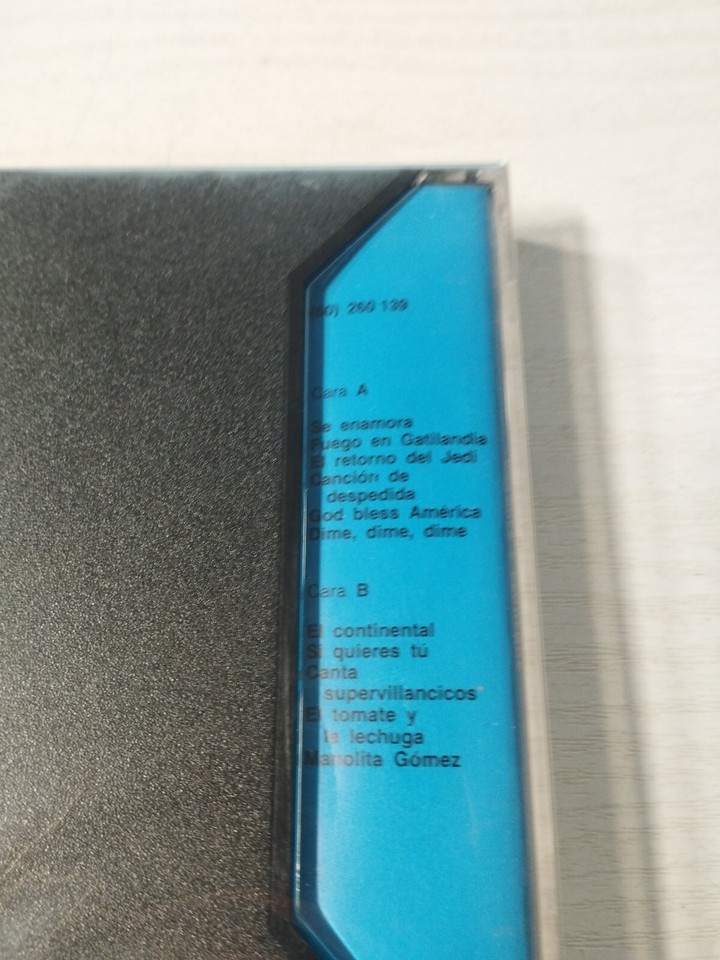 (60) 260 139
Cara A
Se enamora
Fuego en Gatilandia
El retorno del Jedi
Canción de
despedida
God bless América
Dime, dime, dime
Cara B
El continental
Si quieres tú
Canta
supervillancicos
El tomate y
la lechuga
Manolita Gómez